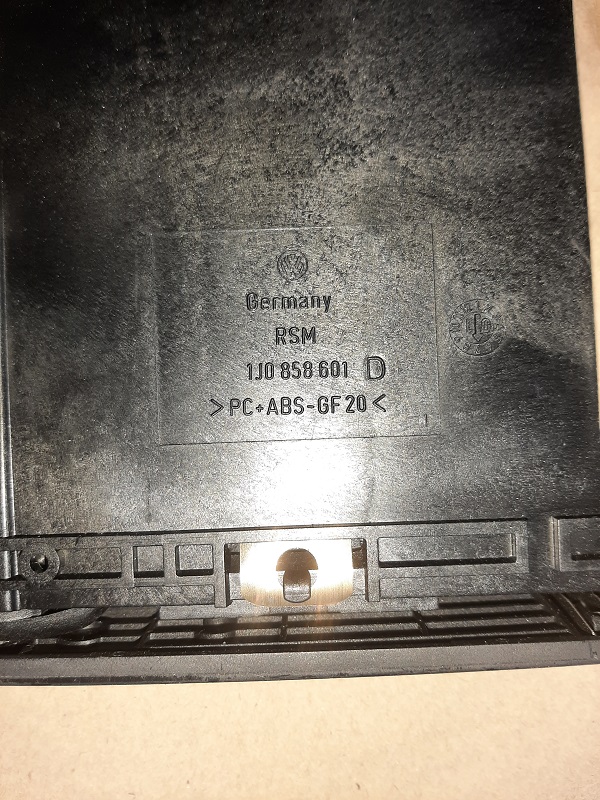 Germany
RSM
1J0 858 601 D
>PC+ABS-GF20<